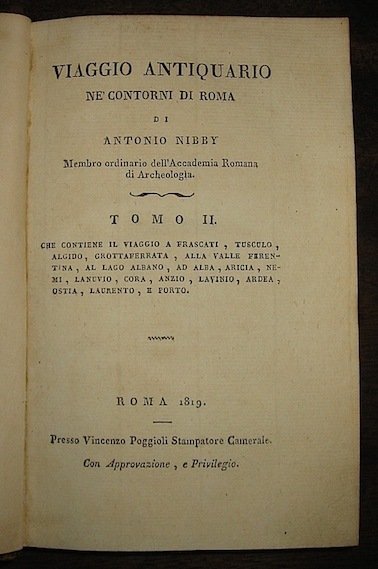 VIAGGIO ANTIQUARIO
NE' CONTORNI DI ROMA
DI
ANTONIO NIBBY
Membro ordinario dell'Accademia Romana
di Archeologia.
TOMO II.
CHE CONTIENE IL VIAGGIO A FRASCATI, TUSCULO,
ALGIDO, GROTTAFERRATA, ALLA VALLE FEREN-
TINA, AL LAGO ALBANO, AD ALBA, ARICIA, NE-
MI, LANUVIO, CORA, ANZIO, LAVINIO, ARDEA,
OSTIA, LAURENTO, E PORTO.
ROMA 1819.
Presso Vincenzo Poggioli Stampatore Camerale.
Con Approvazione, e Privilegio.